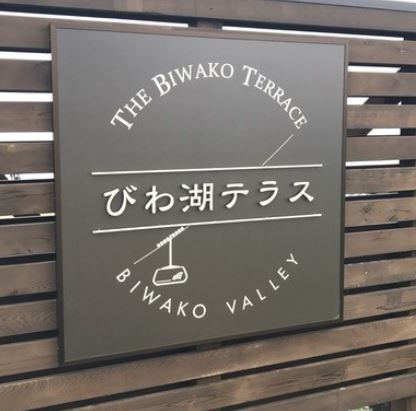 THE BIWAKO TERRACE
びわ湖テラス
BIWAKO VALLEY